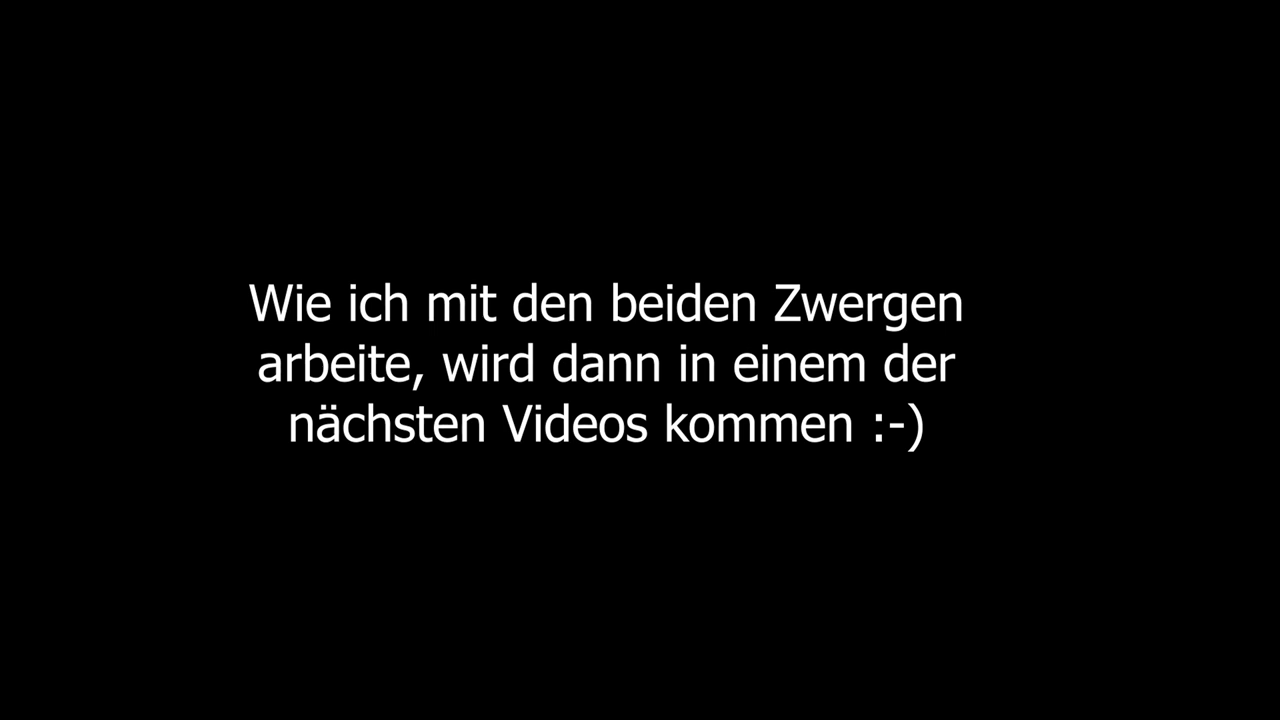 Wie ich mit den beiden Zwergen
arbeite, wird dann in einem der
nächsten Videos kommen :-)